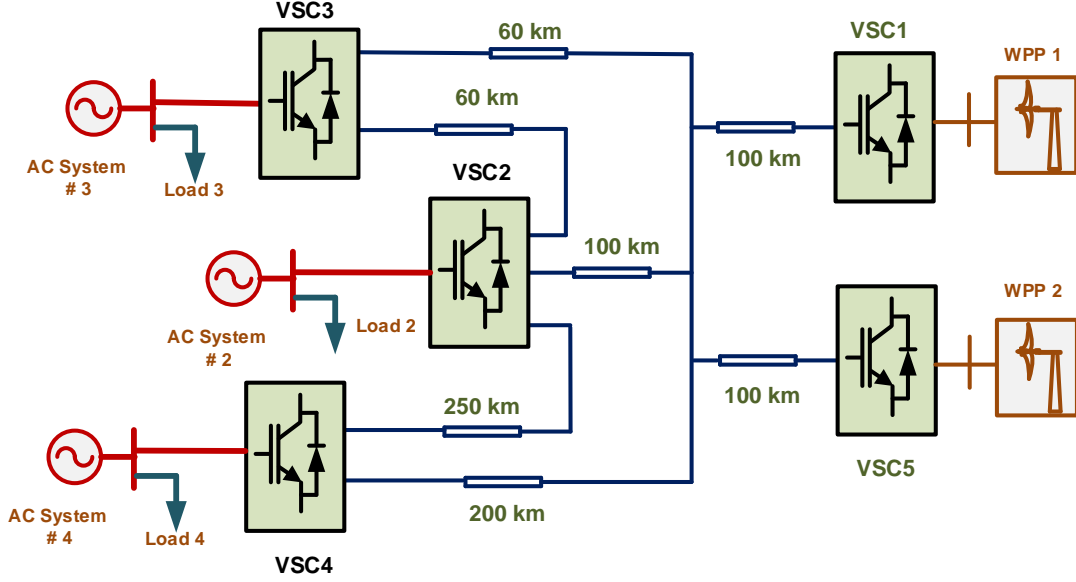 VSC3
60 km
VSC1
WPP 1
60 km
AC System
# 3
Load 3
VSC2
100 km
100 km
AC System
# 2
Load 2
WPP 2
250 km
100 km
VSC5
200 km
AC System
# 4
Load 4
VSC4